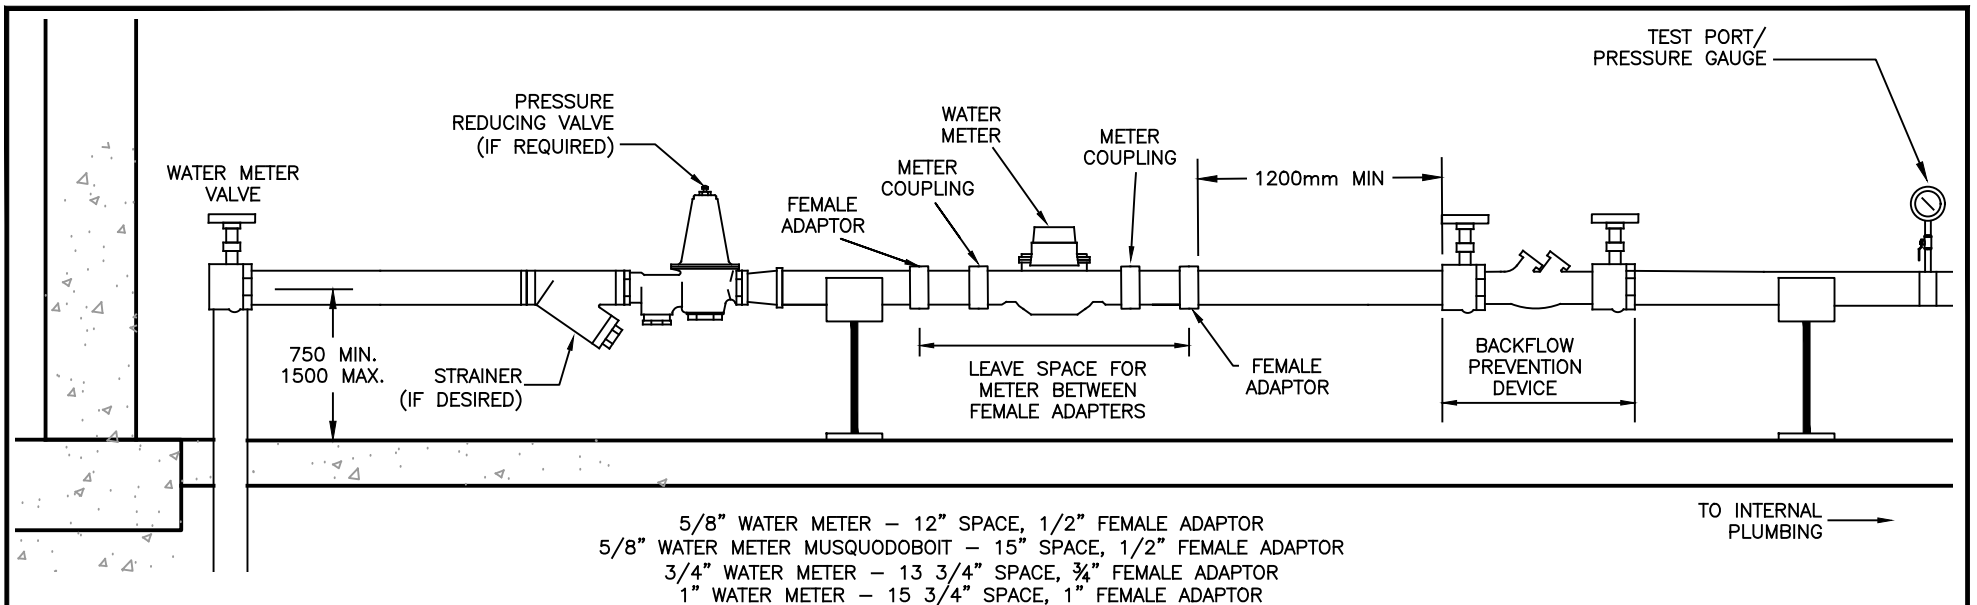 TEST PORT/
PRESSURE GAUGE
PRESSURE
REDUCING VALVE
(IF REQUIRED)
WATER
METER
METER
COUPLING
METER
COUPLING
WATER METER
VALVE
1200mm MIN
FEMALE
ADAPTOR
750 MIN.
1500 MAX.
STRAINER
(IF DESIRED)
LEAVE SPACE FOR
METER BETWEEN
FEMALE ADAPTERS
FEMALE
ADAPTOR
BACKFLOW
PREVENTION
DEVICE
TO INTERNAL
PLUMBING
5/8” WATER METER – 12” SPACE, 1/2” FEMALE ADAPTOR
5/8” WATER METER MUSQUODOBOIT – 15” SPACE, 1/2” FEMALE ADAPTOR
3/4” WATER METER – 13 3/4” SPACE, ¾” FEMALE ADAPTOR
1” WATER METER – 15 3/4” SPACE, 1” FEMALE ADAPTOR